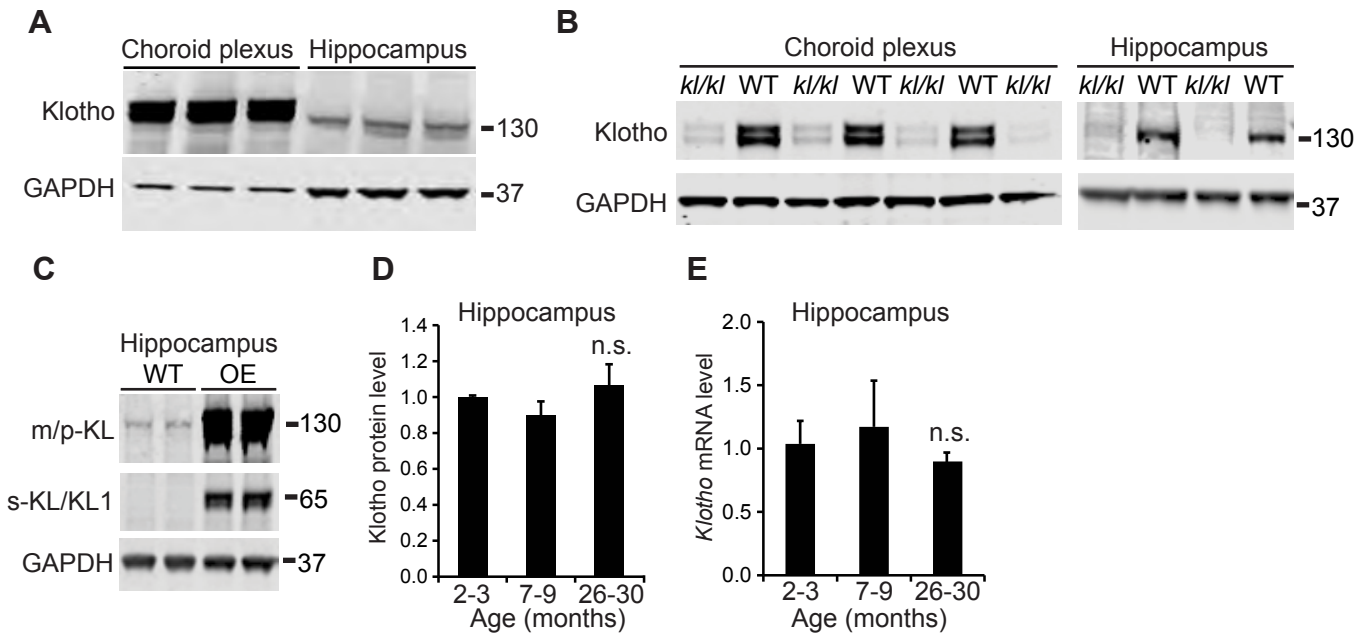 A
Choroid plexus Hippocampus
Klotho
130
GAPDH
37
B
Choroid plexus Hippocampus
kl/kl WT kl/kl WT kl/kl WT kl/kl kl/kl WT kl/kl WT
Klotho
130
GAPDH
37
C
Hippocampus
WT OE
m/p-KL
130
s-KL/KL1
65
GAPDH
37
D
Hippocampus
Klotho protein level
1.4
1.2
1.0
0.8
0.6
0.4
0.2
0.0
n.s.
2-3 7-9 26-30
Age (months)
E
Hippocampus
Klotho mRNA level
2.0
1.5
1.0
0.5
0.0
n.s.
2-3 7-9 26-30
Age (months)